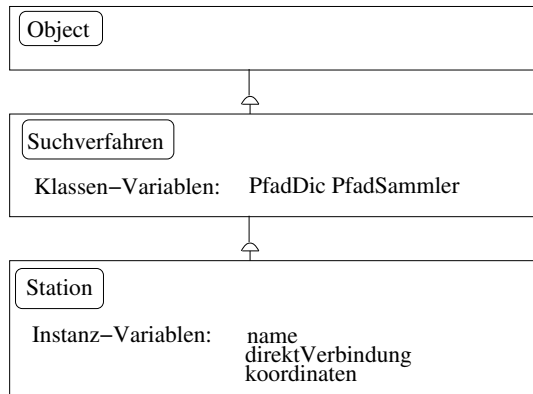 Object
Suchverfahren
Klassen−Variablen: PfadDic PfadSammler
Station
Instanz−Variablen: name
direktVerbindung
koordinaten